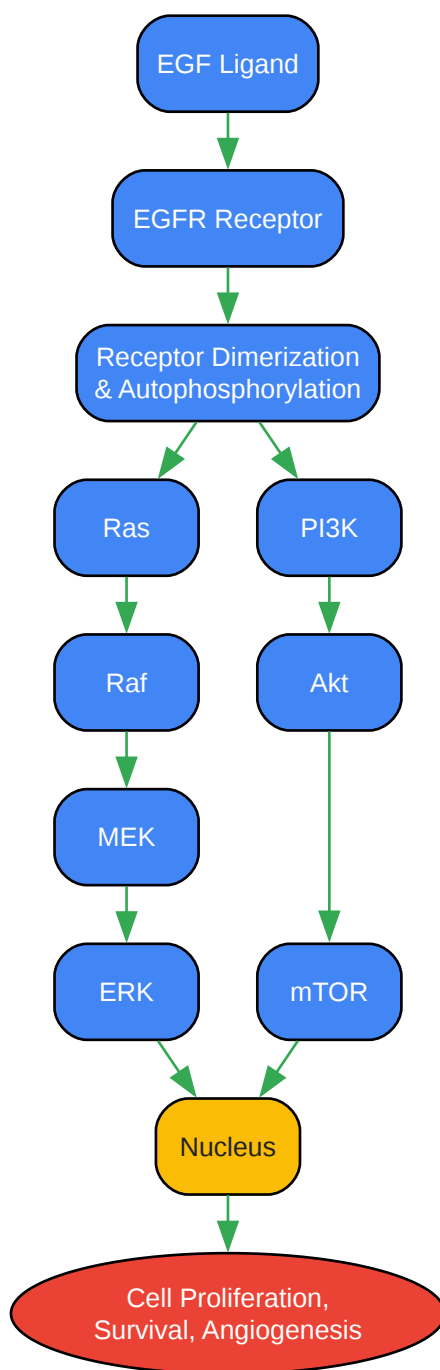 EGF Ligand
EGFR Receptor
Receptor Dimerization
& Autophosphorylation
Ras
PI3K
Raf
Akt
MEK
ERK
mTOR
Nucleus
Cell Proliferation,
Survival, Angiogenesis